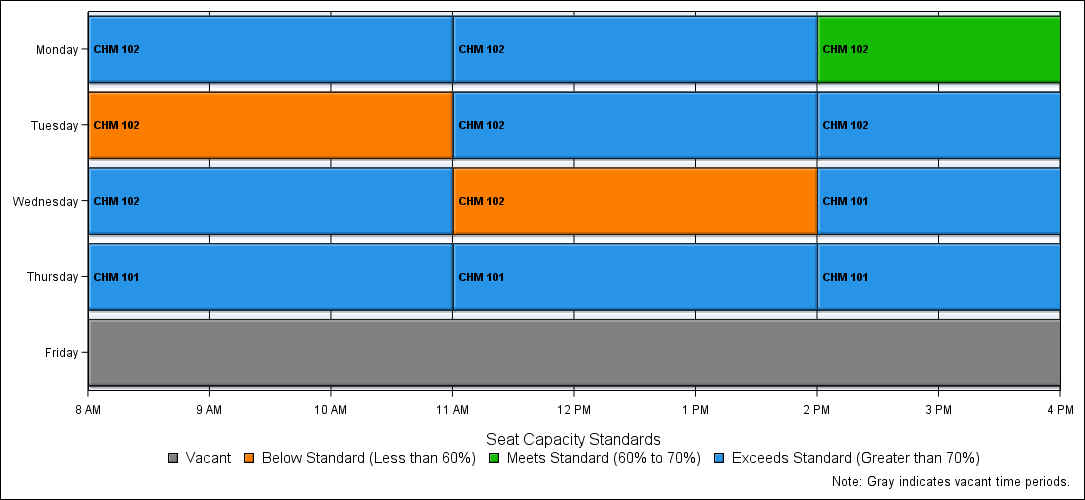 Monday CHM 102 CHM 102 CHM 102
Tuesday CHM 102 CHM 102 CHM 102
Wednesday CHM 102 CHM 102 CHM 101
Thursday CHM 101 CHM 101 CHM 101
Friday
8 AM 9 AM 10 AM 11 AM 12 PM 1 PM 2 PM 3 PM 4 PM
Seat Capacity Standards
Vacant Below Standard (Less than 60%) Meets Standard (60% to 70%) Exceeds Standard (Greater than 70%)
Note: Gray indicates vacant time periods.